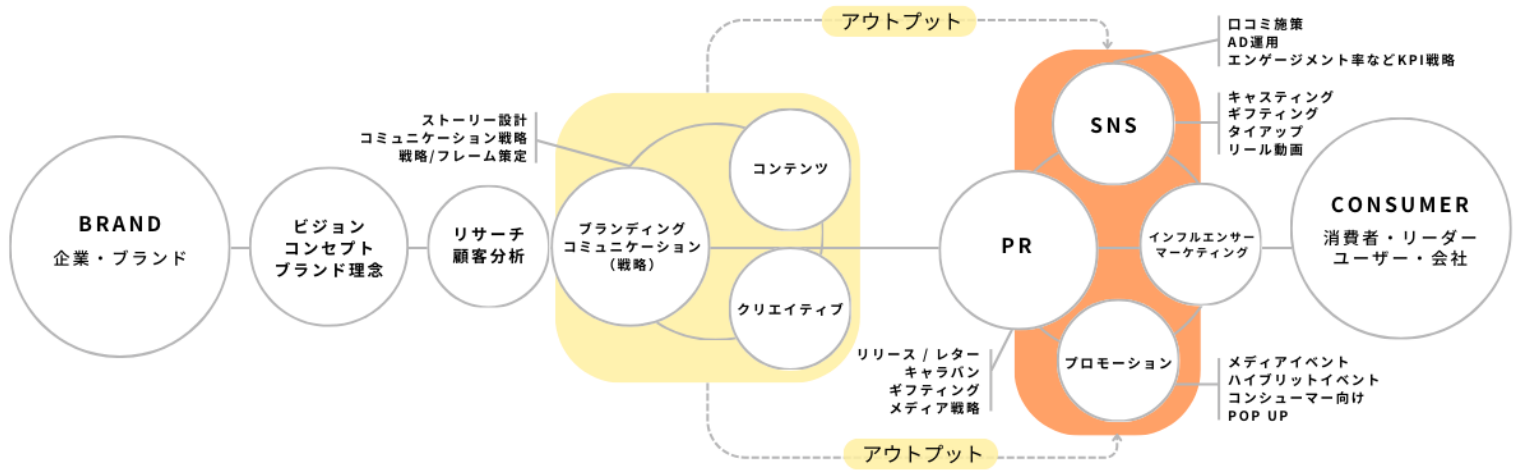 BRAND
企業・ブランド
ビジョン
コンセプト
ブランド理念
リサーチ
顧客分析
ストーリー設計
コミュニケーション戦略
戦略/フレーム策定
ブランディング
コミュニケーション
（戦略）
コンテンツ
クリエイティブ
アウトプット
アウトプット
PR
リリース / レター
キャラバン
ギフティング
メディア戦略
SNS
口コミ施策
AD運用
エンゲージメント率などKPI戦略
キャスティング
ギフティング
タイアップ
リール動画
インフルエンサー
マーケティング
プロモーション
メディアイベント
ハイブリットイベント
コンシューマー向け
POP UP
CONSUMER
消費者・リーダー
ユーザー・会社